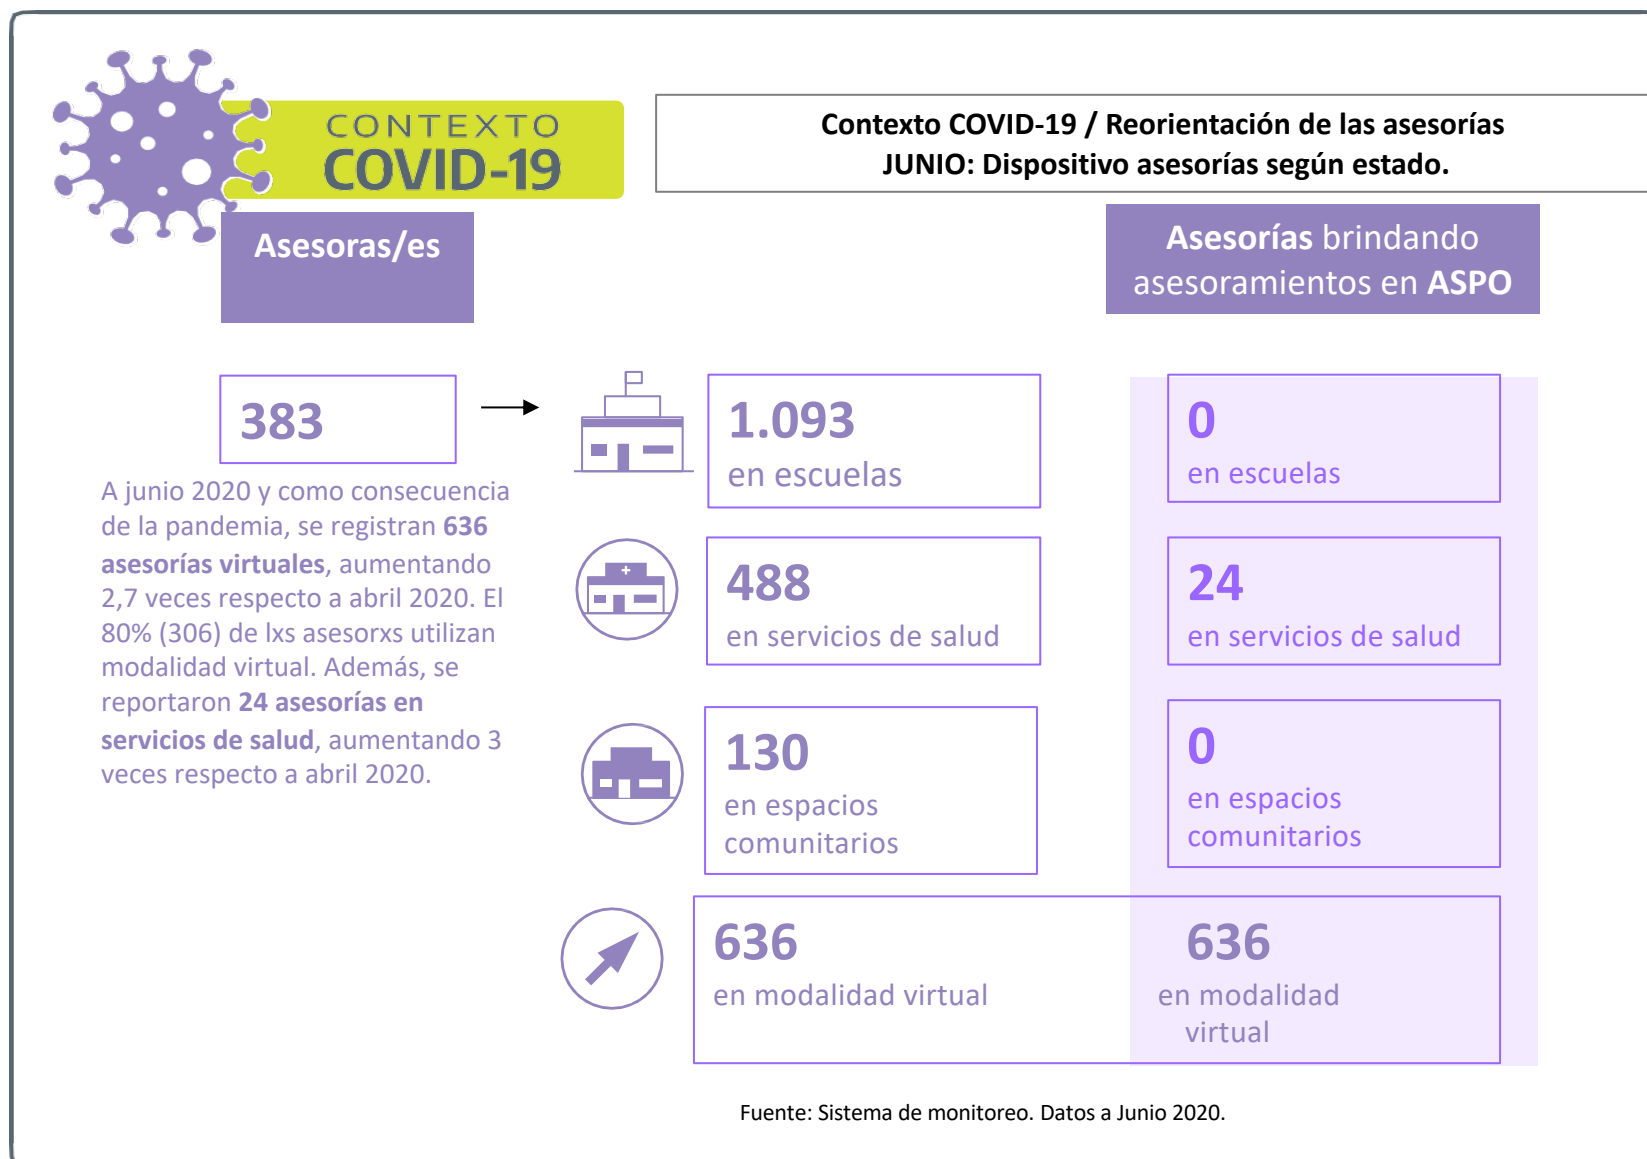 CONTEXTO
COVID-19
Contexto COVID-19 / Reorientación de las asesorías
JUNIO: Dispositivo asesorías según estado.
Asesoras/es
Asesorías brindando
asesoramientos en ASPO
383
A junio 2020 y como consecuencia
de la pandemia, se registran 636
asesorías virtuales, aumentando
2,7 veces respecto a abril 2020. El
80% (306) de lxs asesorxs utilizan
modalidad virtual. Además, se
reportaron 24 asesorías en
servicios de salud, aumentando 3
veces respecto a abril 2020.
1.093
en escuelas
0
en escuelas
488
en servicios de salud
24
en servicios de salud
130
en espacios
comunitarios
0
en espacios
comunitarios
636
en modalidad virtual
636
en modalidad
virtual
Fuente: Sistema de monitoreo. Datos a Junio 2020.